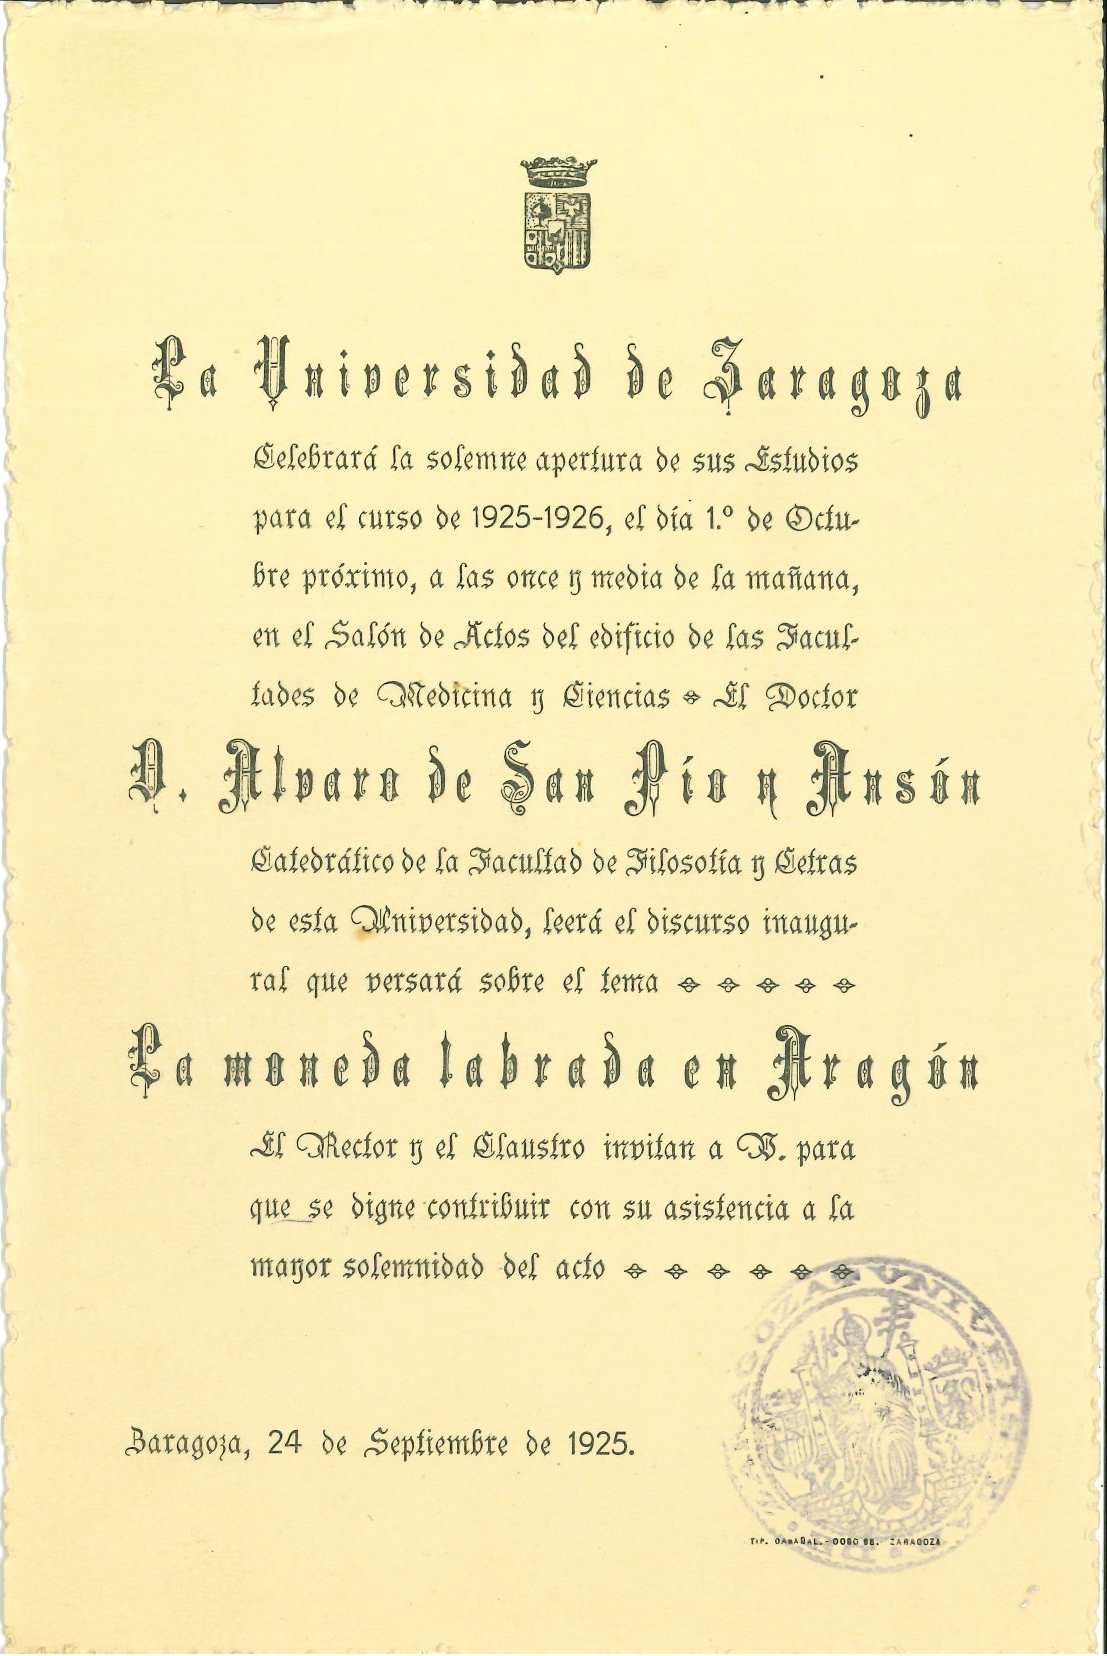 La Universidad de Zaragoza
Celebrará la solemne apertura de sus Estudios
para el curso de 1925-1926, el día 1.º de Octu-
bre próximo, a las once y media de la mañana,
en el Salón de Actos del edificio de las Facul-
tades de Medicina y Ciencias El Doctor
D. Alvaro de San Pío y Ansón
Catedrático de la Facultad de Filosofía y Letras
de esta Universidad, leerá el discurso inaugu-
ral que versará sobre el tema
La moneda labrada en Aragón
El Rector y el Claustro invitan a V. para
que se digne contribuir con su asistencia a la
mayor solemnidad del acto
Zaragoza, 24 de Septiembre de 1925.
TIP. ZARAGOZA